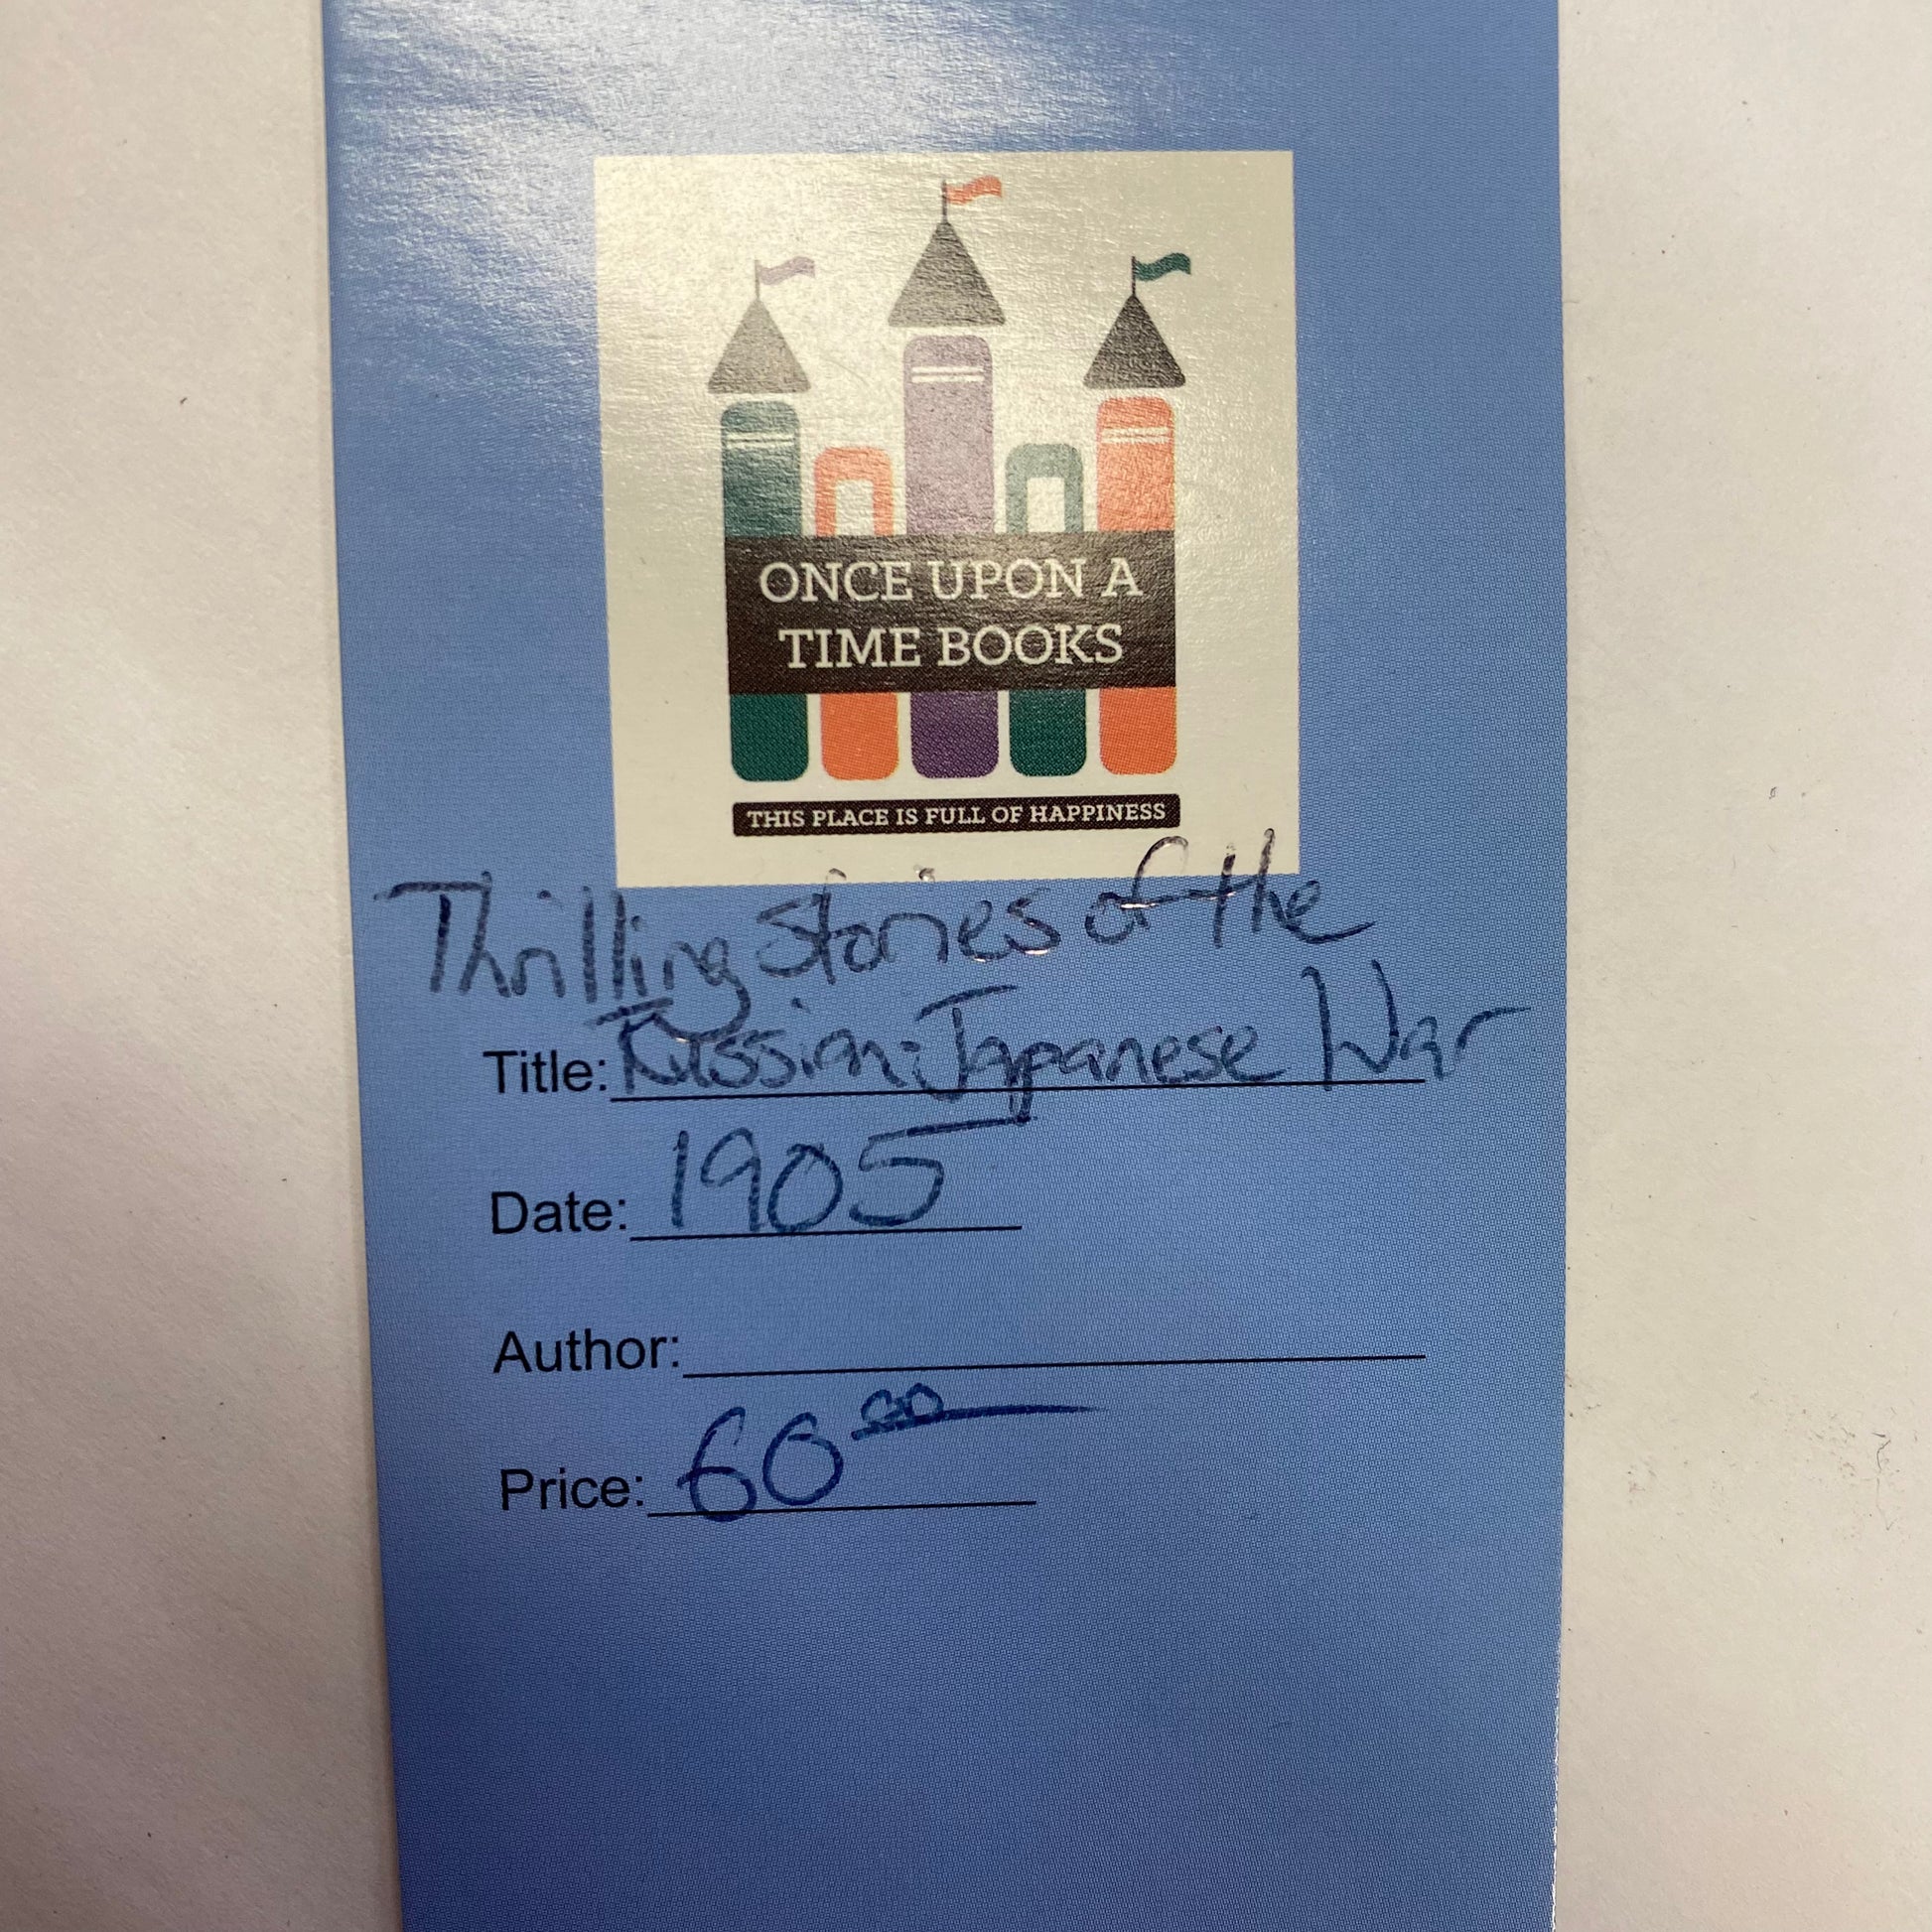 ONCE UPON A
TIME BOOKS
THIS PLACE IS FULL OF HAPPINESS
Thrilling Stories of the
Title: Russian-Japanese War
Date: 1905
Author:
Price: 60 00